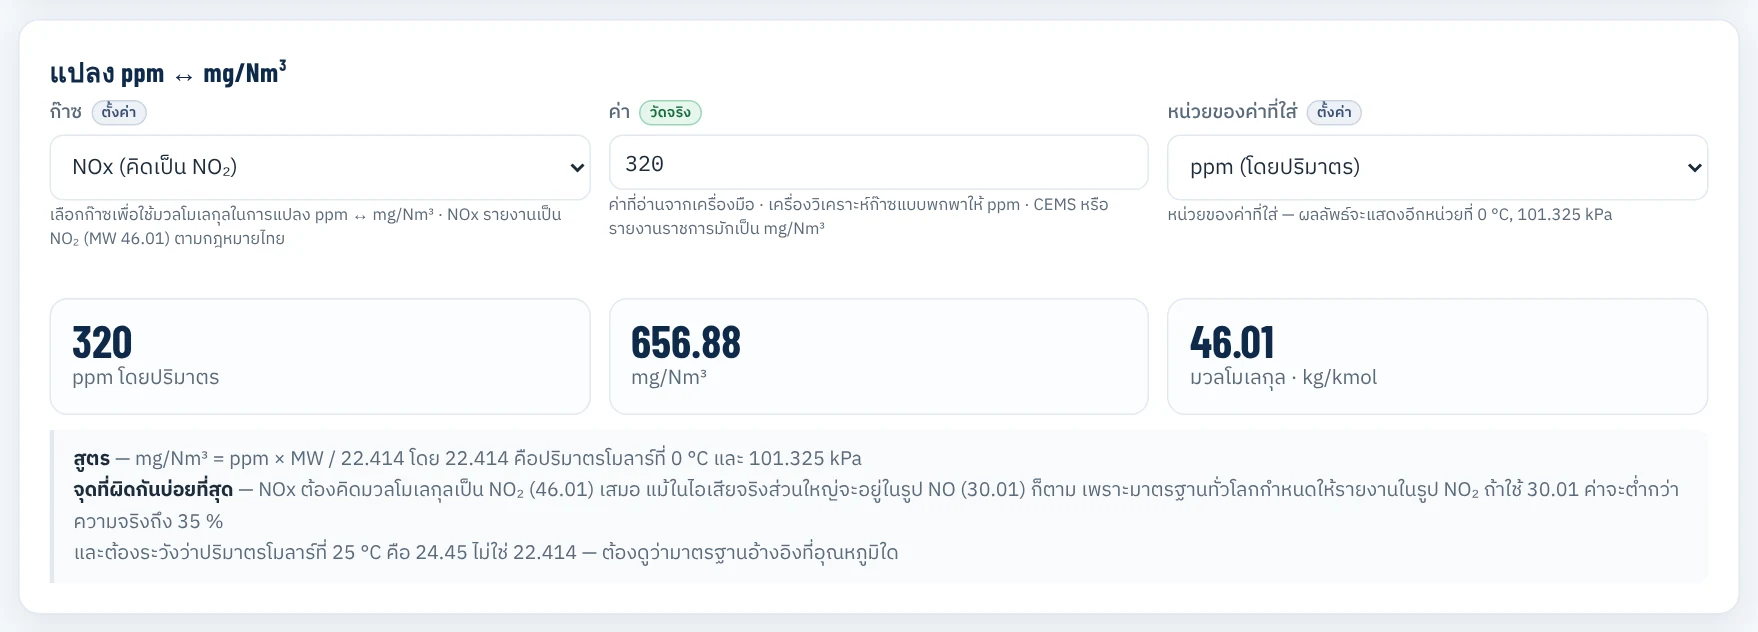 แปลง ppm ↔ mg/Nm³
ก๊าซ ตั้งค่า
NOx (คิดเป็น NO₂)
เลือกก๊าซเพื่อใช้มวลโมเลกุลในการแปลง ppm ↔ mg/Nm³ · NOx รายงานเป็น
NO₂ (MW 46.01) ตามกฎหมายไทย
ค่า วัดจริง
320
ค่าที่อ่านจากเครื่องมือ · เครื่องวิเคราะห์ก๊าซแบบพกพาให้ ppm · CEMS หรือ
รายงานราชการมักเป็น mg/Nm³
หน่วยของค่าที่ใส่ ตั้งค่า
ppm (โดยปริมาตร)
หน่วยของค่าที่ใส่ — ผลลัพธ์จะแสดงอีกหน่วยที่ 0 °C, 101.325 kPa
320
ppm โดยปริมาตร
656.88
mg/Nm³
46.01
มวลโมเลกุล · kg/kmol
สูตร — mg/Nm³ = ppm × MW / 22.414 โดย 22.414 คือปริมาตรโมลาร์ที่ 0 °C และ 101.325 kPa
จุดที่ผิดกันบ่อยที่สุด — NOx ต้องคิดมวลโมเลกุลเป็น NO₂ (46.01) เสมอ แม้ในไอเสียจริงส่วนใหญ่จะอยู่ในรูป NO (30.01) ก็ตาม เพราะมาตรฐานทั่วโลกกำหนดให้รายงานในรูป NO₂ ถ้าใช้ 30.01 ค่าจะต่ำกว่า
ความจริงถึง 35 %
และต้องระวังว่าปริมาตรโมลาร์ที่ 25 °C คือ 24.45 ไม่ใช่ 22.414 — ต้องดูว่ามาตรฐานอ้างอิงที่อุณหภูมิใด